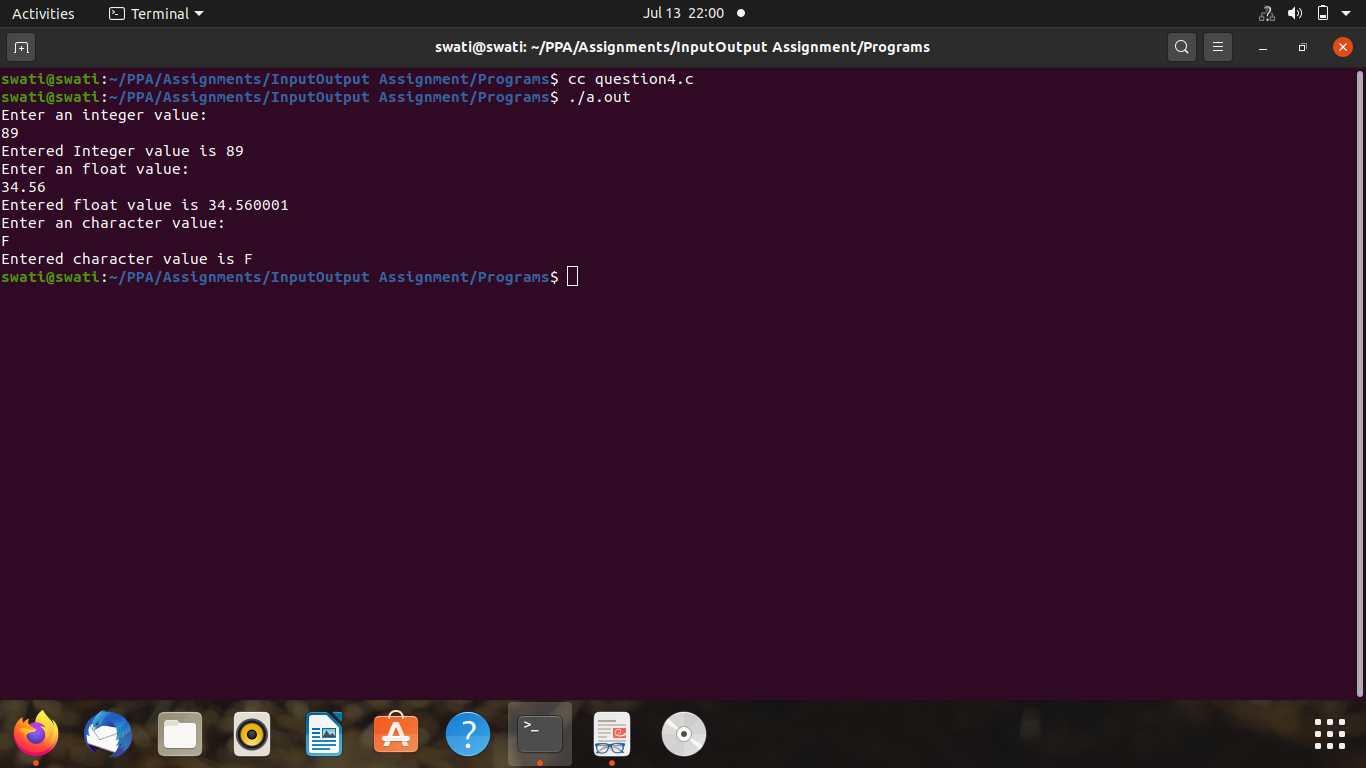 Activities
Terminal
Jul 13 22:00
swati@swati: ~/PPA/Assignments/InputOutput Assignment/Programs
swati@swati:~/PPA/Assignments/InputOutput Assignment/Programs$ cc question4.c
swati@swati:~/PPA/Assignments/InputOutput Assignment/Programs$ ./a.out
Enter an integer value:
89
Entered Integer value is 89
Enter an float value:
34.56
Entered float value is 34.560001
Enter an character value:
F
Entered character value is F
swati@swati:~/PPA/Assignments/InputOutput Assignment/Programs$